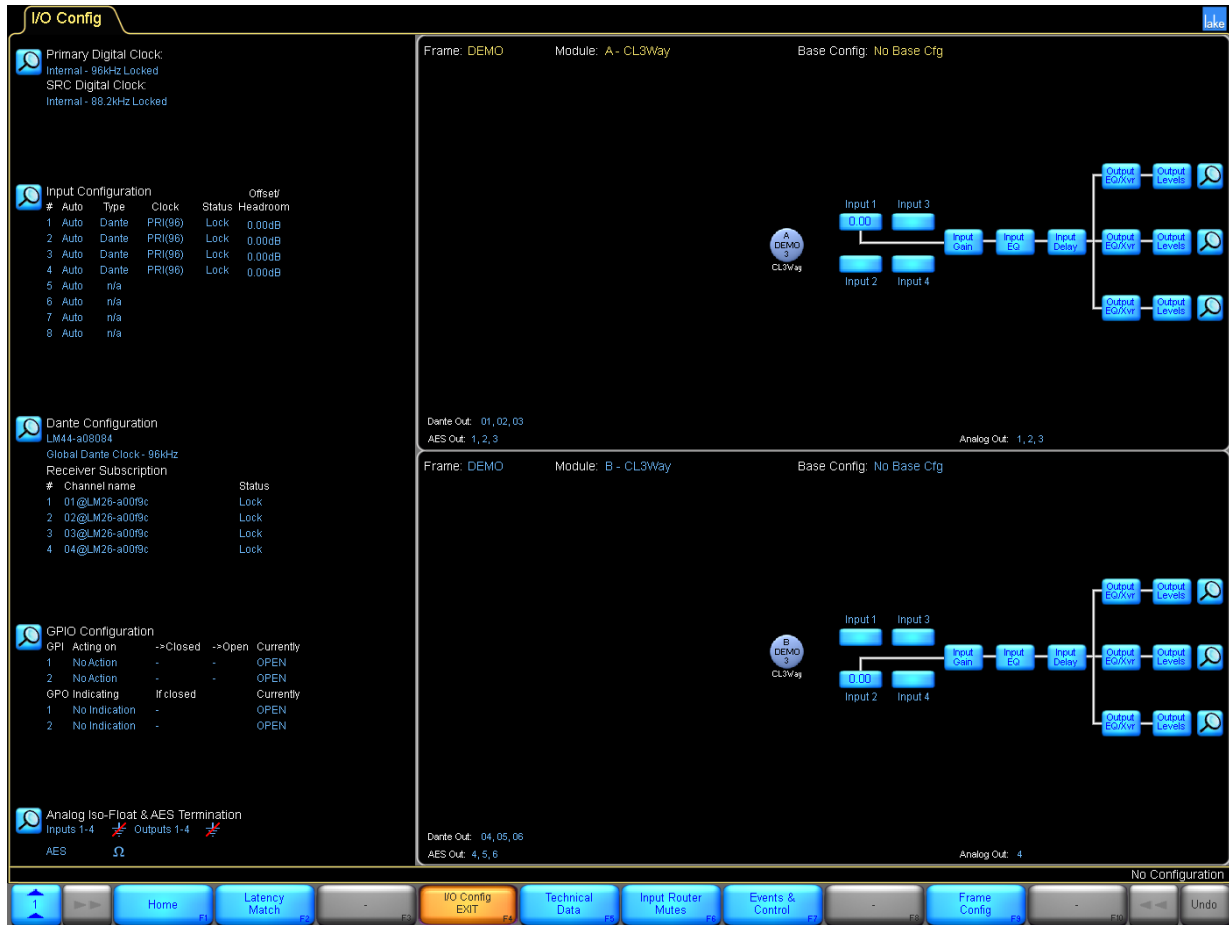 I/O Config
lake
Primary Digital Clock:
Internal - 96kHz Locked
SRC Digital Clock:
Internal - 88.2kHz Locked
Input Configuration
Offset/
# Auto Type Clock Status Headroom
1 Auto Dante PRI(96) Lock 0.00dB
2 Auto Dante PRI(96) Lock 0.00dB
3 Auto Dante PRI(96) Lock 0.00dB
4 Auto Dante PRI(96) Lock 0.00dB
5 Auto n/a
6 Auto n/a
7 Auto n/a
8 Auto n/a
Dante Configuration
LM44-a08084
Global Dante Clock - 96kHz
Receiver Subscription
# Channel name Status
1 01@LM26-a00f9c Lock
2 02@LM26-a00f9c Lock
3 03@LM26-a00f9c Lock
4 04@LM26-a00f9c Lock
GPIO Configuration
GPI Acting on ->Closed ->Open Currently
1 No Action - - OPEN
2 No Action - - OPEN
GPO Indicating If closed Currently
1 No Indication - OPEN
2 No Indication - OPEN
Analog Iso-Float & AES Termination
Inputs 1-4 Outputs 1-4
AES Ω
Frame: DEMO Module: A - CL3Way Base Config: No Base Cfg
A
DEMO
3
CL3Way
Input 1 Input 3
0.00
Input 2 Input 4
Input
Gain
Input
EQ
Input
Delay
Output
EQ/Xvr
Output
Levels
Output
EQ/Xvr
Output
Levels
Output
EQ/Xvr
Output
Levels
Dante Out: 01, 02, 03
AES Out: 1, 2, 3
Analog Out: 1, 2, 3
Frame: DEMO Module: B - CL3Way Base Config: No Base Cfg
B
DEMO
3
CL3Way
Input 1 Input 3
0.00
Input 2 Input 4
Input
Gain
Input
EQ
Input
Delay
Output
EQ/Xvr
Output
Levels
Output
EQ/Xvr
Output
Levels
Output
EQ/Xvr
Output
Levels
Dante Out: 04, 05, 06
AES Out: 4, 5, 6
Analog Out: 4
No Configuration
1
Home
F1
Latency
Match
F2
-
F3
I/O Config
EXIT
F4
Technical
Data
F5
Input Router
Mutes
F6
Events &
Control
F7
-
F8
Frame
Config
F9
-
F10
Undo